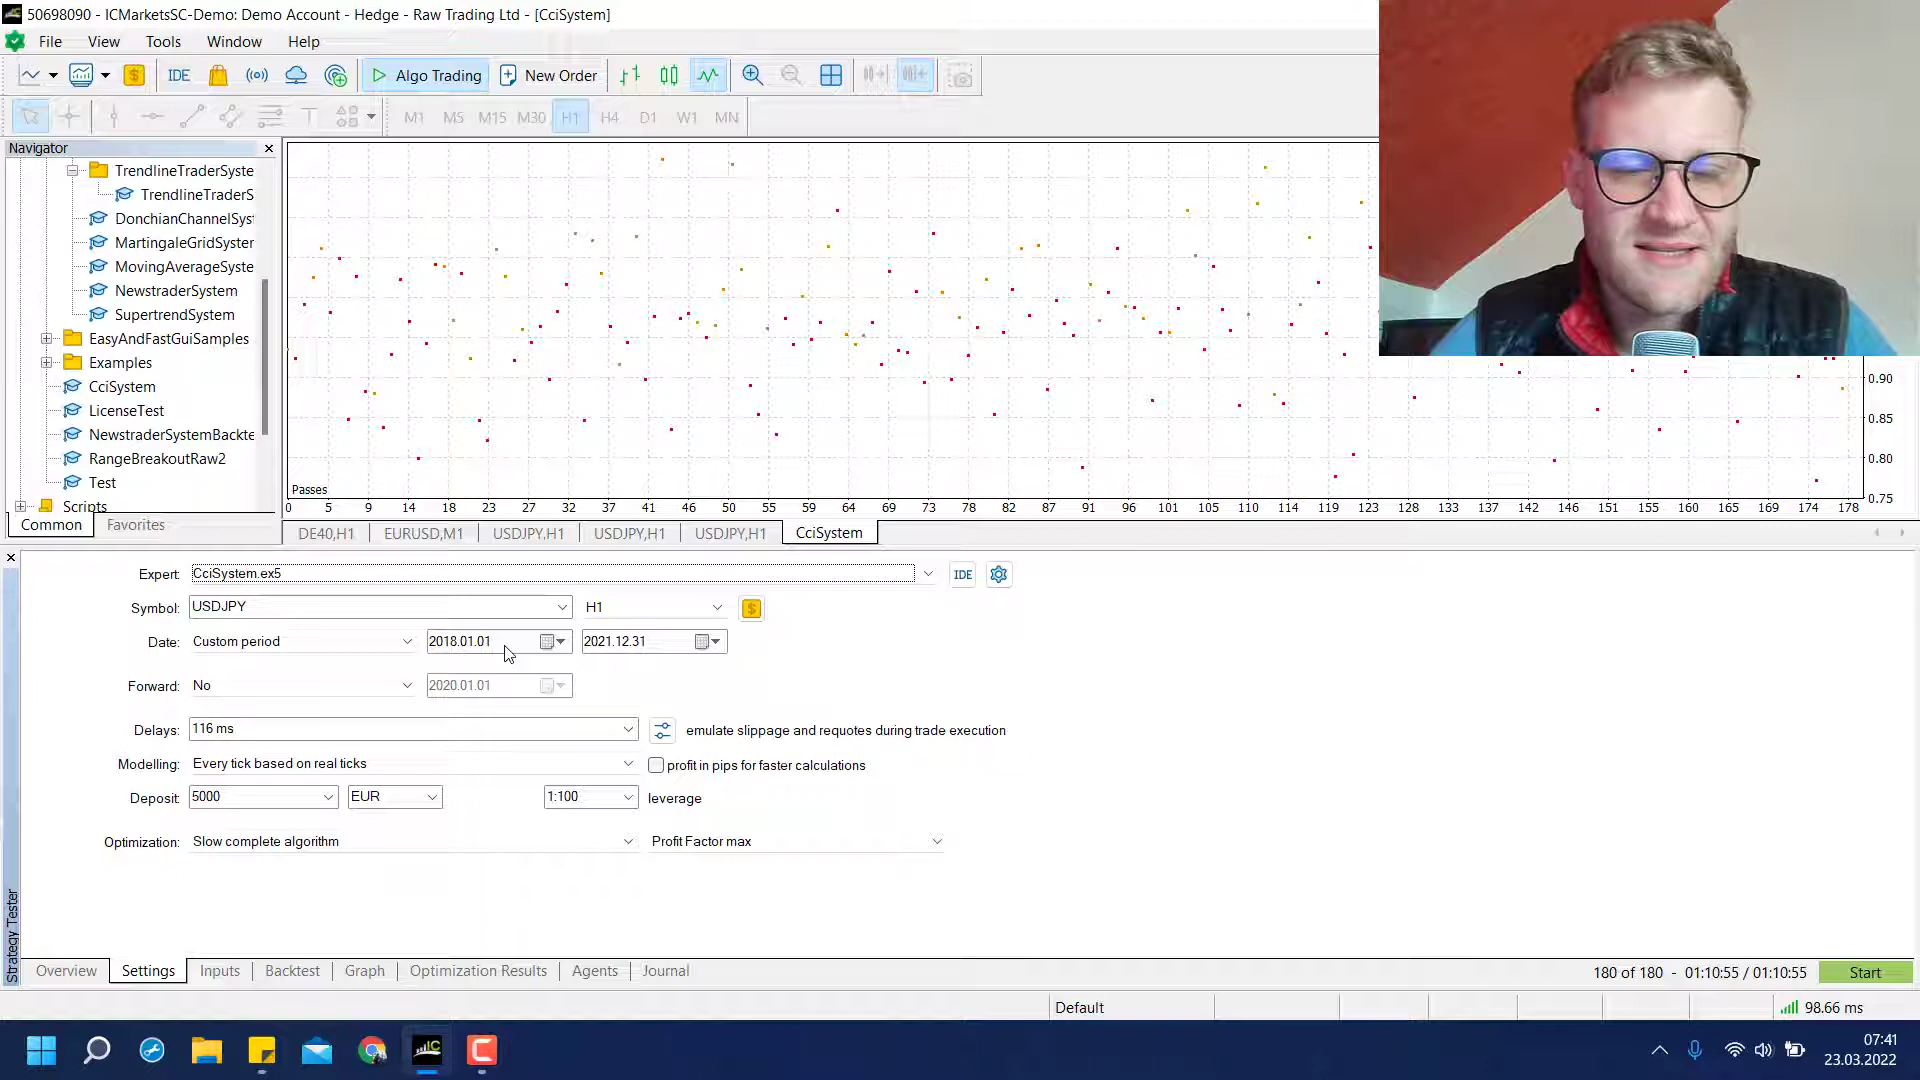 50698090 - ICMarketsSC-Demo: Demo Account - Hedge - Raw Trading Ltd - [CciSystem]
File View Tools Window Help
IDE Algo Trading New Order
M1 M5 M15 M30 H1 H4 D1 W1 MN
Navigator
TrendlineTraderSyste
TrendlineTraderS
DonchianChannelSyst
MartingaleGridSyster
MovingAverageSyste
NewstraderSystem
SupertrendSystem
EasyAndFastGuiSamples
Examples
CciSystem
LicenseTest
NewstraderSystemBackte
RangeBreakoutRaw2
Test
Scripts
Common Favorites
0.90
0.85
0.80
0.75
Passes
0 5 9 14 18 23 27 32 37 41 46 50 55 59 64 69 73 78 82 87 91 96 101 105 109 114 119 123 128 133 137 142 146 151 155 160 165 169 174 178
DE40,H1 EURUSD,M1 USDJPY,H1 USDJPY,H1 USDJPY,H1 CciSystem
Expert: CciSystem.ex5 IDE
Symbol: USDJPY H1
Date: Custom period 2018.01.01 2021.12.31
Forward: No 2020.01.01
Delays: 116 ms emulate slippage and requotes during trade execution
Modelling: Every tick based on real ticks profit in pips for faster calculations
Deposit: 5000 EUR 1:100 leverage
Optimization: Slow complete algorithm Profit Factor max
Strategy Tester
Overview Settings Inputs Backtest Graph Optimization Results Agents Journal
180 of 180 - 01:10:55 / 01:10:55 Start
Default 98.66 ms
IC
07:41
23.03.2022